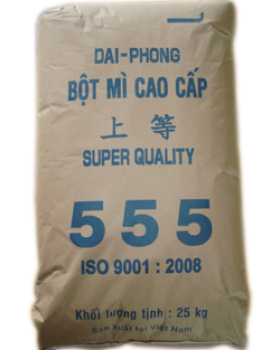 DAI-PHONG
BỘT MÌ CAO CẤP
上等
SUPER QUALITY
555
ISO 9001 : 2008
Khối lượng tịnh : 25 kg
Sản xuất tại Việt Nam